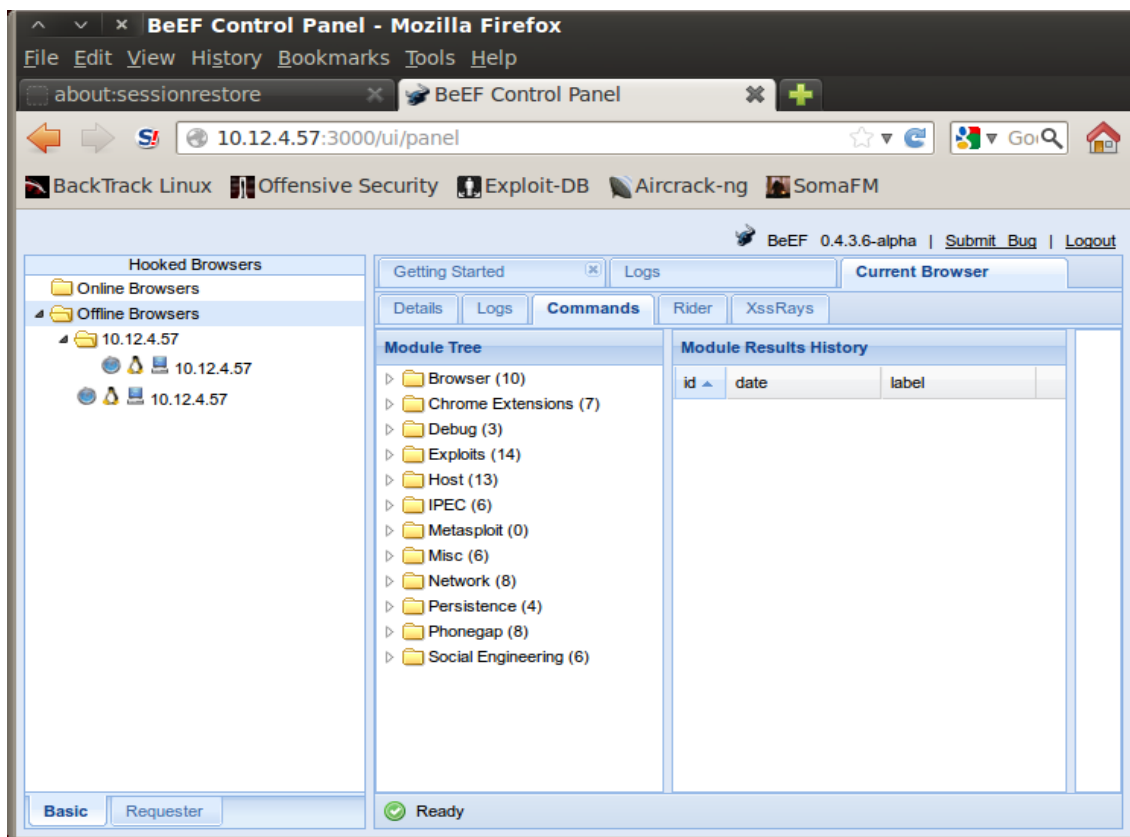 BeEF Control Panel - Mozilla Firefox
File Edit View History Bookmarks Tools Help
about:sessionrestore
BeEF Control Panel
S!
10.12.4.57:3000/ui/panel
Goo
BackTrack Linux Offensive Security Exploit-DB Aircrack-ng SomaFM
BeEF 0.4.3.6-alpha | Submit Bug | Logout
Hooked Browsers
Online Browsers
Offline Browsers
10.12.4.57
10.12.4.57
10.12.4.57
Getting Started Logs Current Browser
Details Logs Commands Rider XssRays
Module Tree
Browser (10)
Chrome Extensions (7)
Debug (3)
Exploits (14)
Host (13)
IPEC (6)
Metasploit (0)
Misc (6)
Network (8)
Persistence (4)
Phonegap (8)
Social Engineering (6)
Module Results History
id date label
Basic Requester
Ready